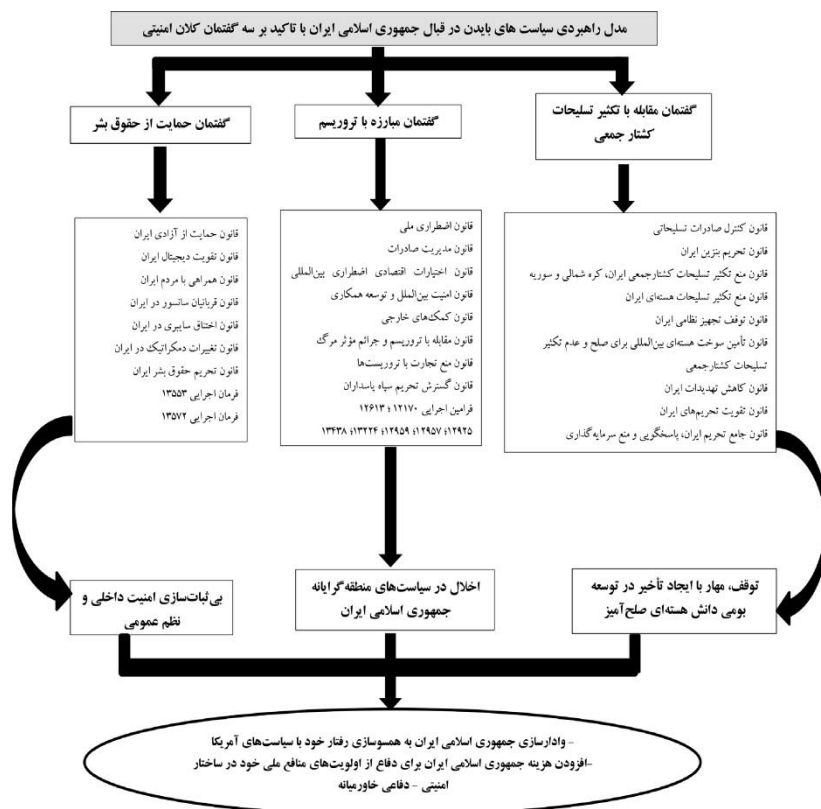 مدل راهبردی سیاست های بایدن در قبال جمهوری اسلامی ایران با تاکید بر سه گفتمان کلان امنیتی
گفتمان مقابله با تکثیر تسلیحات
کشتار جمعی
گفتمان مبارزه با تروریسم
گفتمان حمایت از حقوق بشر
قانون کنترل صادرات تسلیحاتی
قانون تحریم بنزین ایران
قانون منع تکثیر تسلیحات کشتارجمعی ایران، کره شمالی و سوریه
قانون منع تکثیر تسلیحات هسته‌ای ایران
قانون توقف تجهیز نظامی ایران
قانون تأمین سوخت هسته‌ای بین‌المللی برای صلح و عدم تکثیر
تسلیحات کشتارجمعی
قانون کاهش تهدیدات ایران
قانون تقویت تحریم‌های ایران
قانون جامع تحریم ایران، پاسخگویی و منع سرمایه‌گذاری
قانون اضطراری ملی
قانون مدیریت صادرات
قانون اختیارات اقتصادی اضطراری بین‌المللی
قانون امنیت بین‌الملل و توسعه همکاری
قانون کمک‌های خارجی
قانون مقابله با تروریسم و جرائم مؤثر مرگ
قانون منع تجارت با تروریست‌ها
قانون گسترش تحریم سپاه پاسداران
فرامین اجرایی ۱۲۱۷۰ ؛ ۱۲۶۱۳
۱۲۹۲۵؛ ۱۲۹۵۷؛ ۱۲۹۵۹؛ ۱۳۲۲۴؛ ۱۳۴۳۸
قانون حمایت از آزادی ایران
قانون تقویت دیجیتال ایران
قانون همراهی با مردم ایران
قانون قربانیان سانسور در ایران
قانون اختناق سایبری در ایران
قانون تغییرات دمکراتیک در ایران
قانون تحریم حقوق بشر ایران
فرمان اجرایی ۱۳۵۵۳
فرمان اجرایی ۱۳۵۷۲
توقف، مهار با ایجاد تأخیر در توسعه
بومی دانش هسته‌ای صلح‌آمیز
اخلال در سیاست‌های منطقه‌گرایانه
جمهوری اسلامی ایران
بی‌ثبات‌سازی امنیت داخلی و
نظم عمومی
- وادارسازی جمهوری اسلامی ایران به همسوسازی رفتار خود با سیاست‌های آمریکا
-افزودن هزینه جمهوری اسلامی ایران برای دفاع از اولویت‌های منافع ملی خود در ساختار
امنیتی - دفاعی خاورمیانه